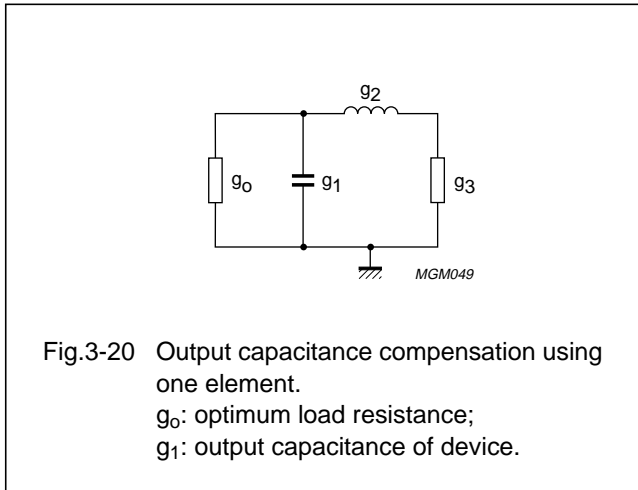 g2
go
g1
g3
MGM049
Fig.3-20 Output capacitance compensation using
one element.
go: optimum load resistance;
g1: output capacitance of device.